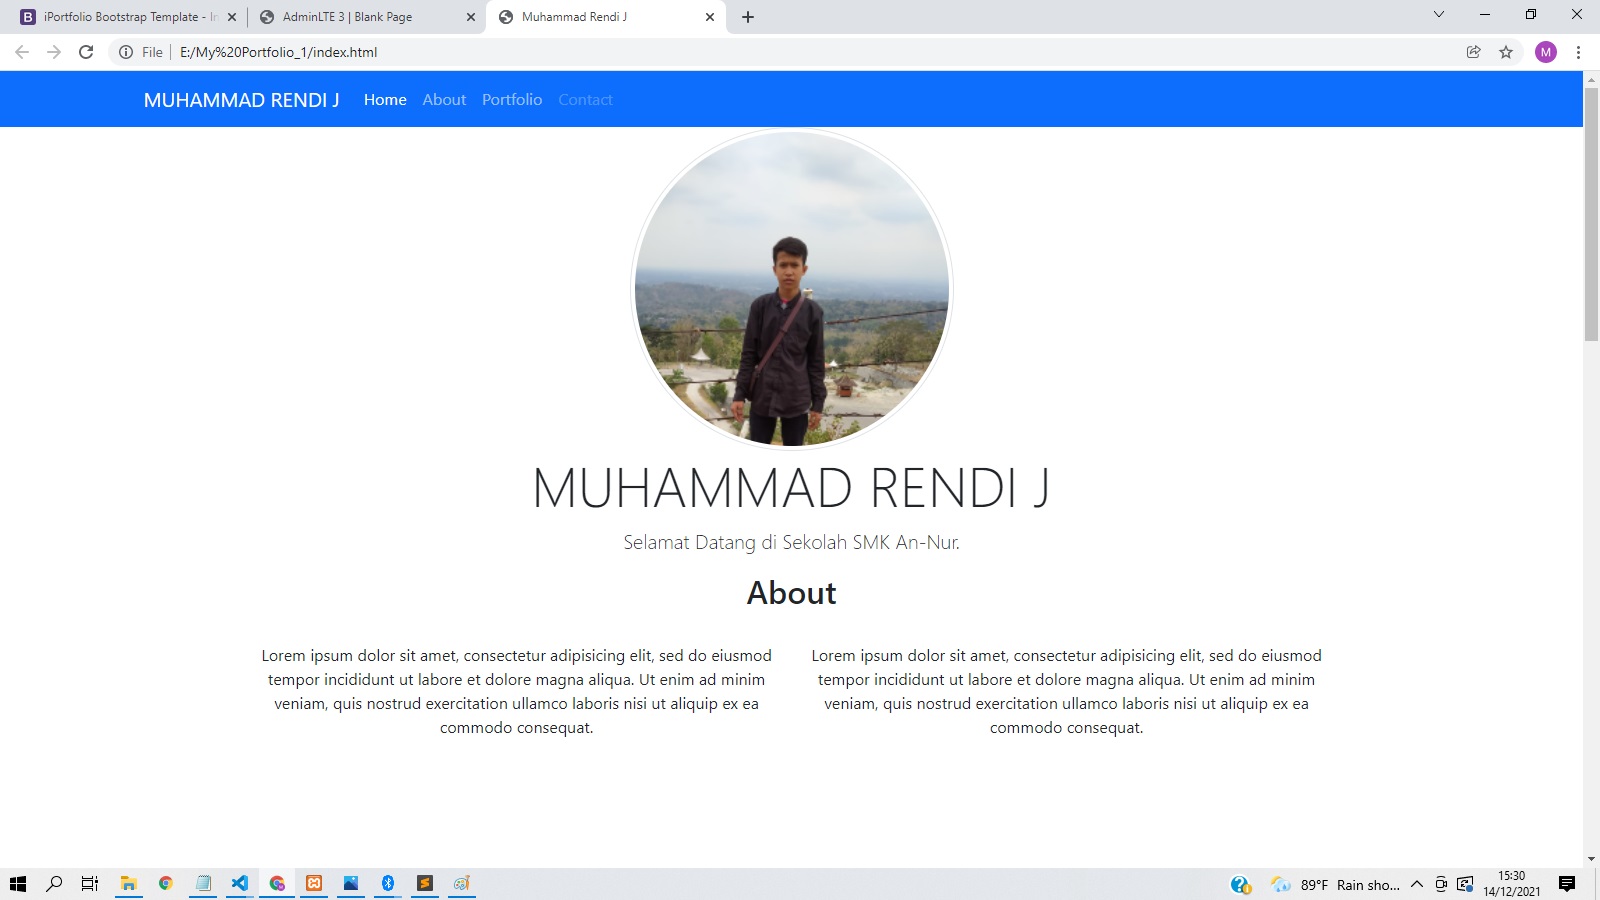 iPortfolio Bootstrap Template - In
AdminLTE 3 | Blank Page
Muhammad Rendi J
File
E:/My%20Portfolio_1/index.html
M
MUHAMMAD RENDI J
Home
About
Portfolio
Contact
MUHAMMAD RENDI J
Selamat Datang di Sekolah SMK An-Nur.
About
Lorem ipsum dolor sit amet, consectetur adipisicing elit, sed do eiusmod
tempor incididunt ut labore et dolore magna aliqua. Ut enim ad minim
veniam, quis nostrud exercitation ullamco laboris nisi ut aliquip ex ea
commodo consequat.
Lorem ipsum dolor sit amet, consectetur adipisicing elit, sed do eiusmod
tempor incididunt ut labore et dolore magna aliqua. Ut enim ad minim
veniam, quis nostrud exercitation ullamco laboris nisi ut aliquip ex ea
commodo consequat.
89°F Rain sho...
15:30
14/12/2021